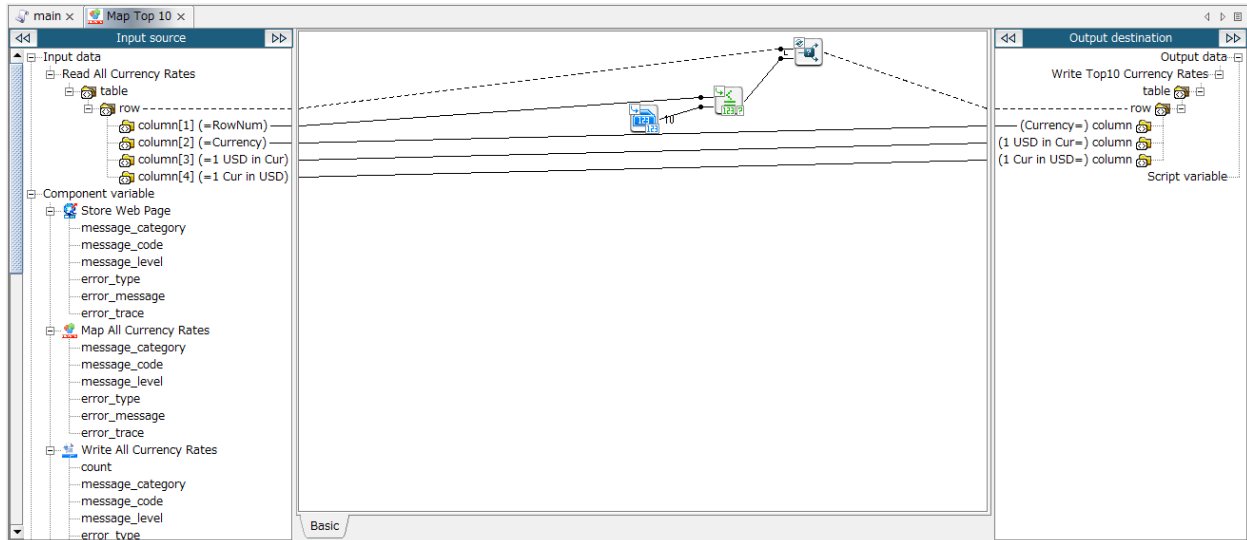 main
Map Top 10
Input source
Input data
Read All Currency Rates
table
row
column[1] (=RowNum)
column[2] (=Currency)
column[3] (=1 USD in Cur)
column[4] (=1 Cur in USD)
Component variable
Store Web Page
message_category
message_code
message_level
error_type
error_message
error_trace
Map All Currency Rates
message_category
message_code
message_level
error_type
error_message
error_trace
Write All Currency Rates
count
message_category
message_code
message_level
error_type
123
123
10
123
Basic
Output destination
Output data
Write Top10 Currency Rates
table
row
(Currency=) column
(1 USD in Cur=) column
(1 Cur in USD=) column
Script variable